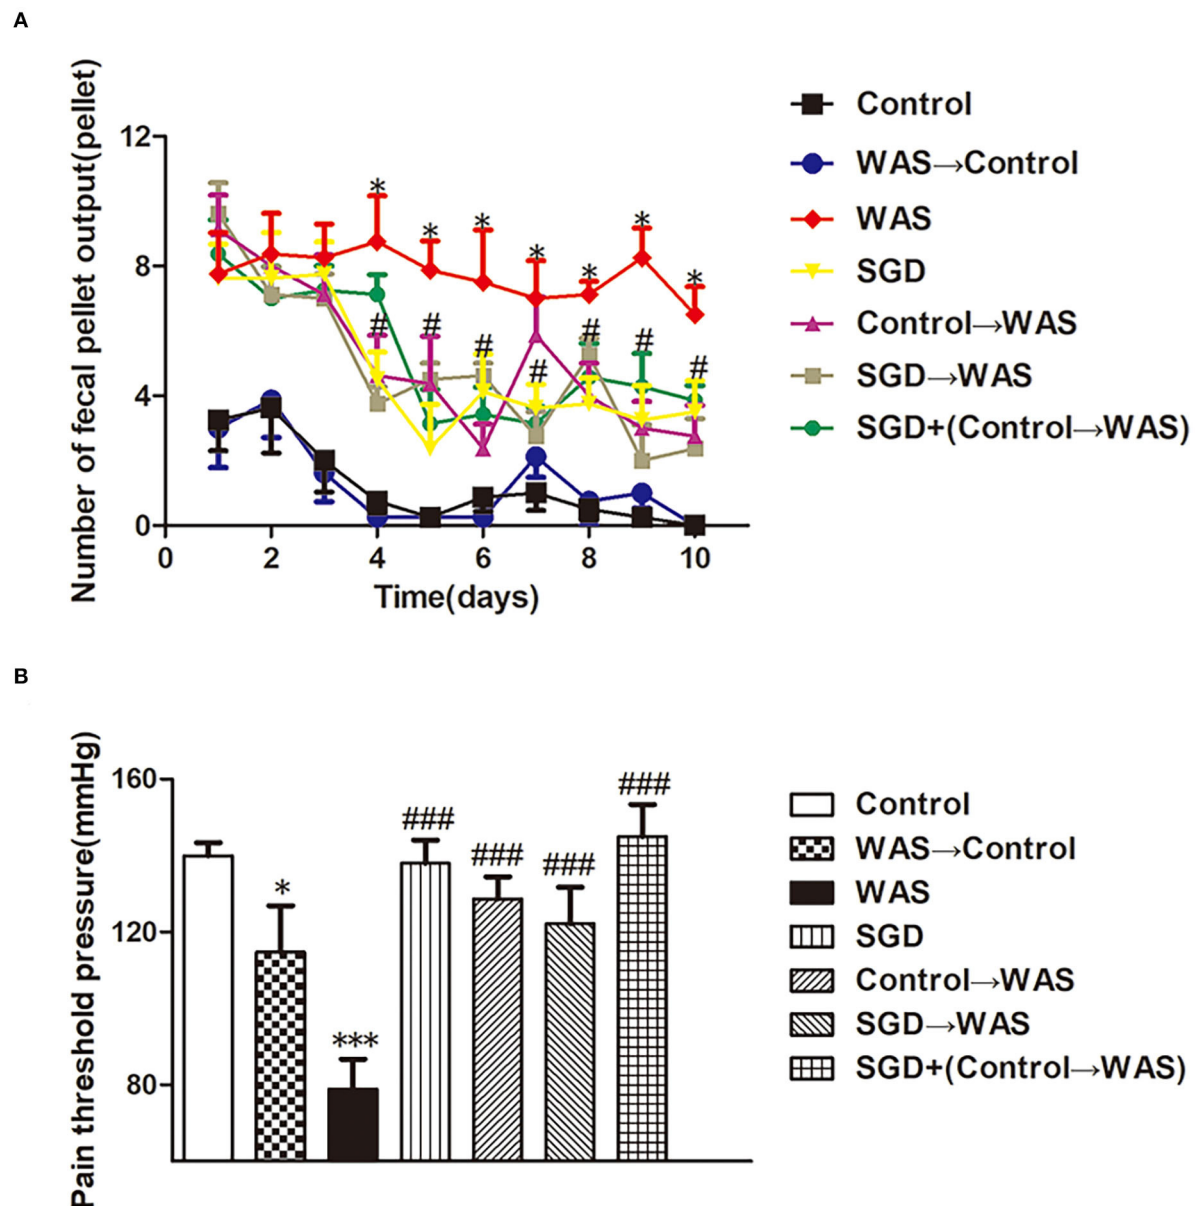 A
Number of fecal pellet output(pellet)
12
8
4
0
0 2 4 6 8 10
Time(days)
* * * * * * *
# # # # # # #
Control
WAS→Control
WAS
SGD
Control→WAS
SGD→WAS
SGD+(Control→WAS)
B
Pain threshold pressure(mmHg)
160
120
80
* *** ### ### ### ###
Control
WAS→Control
WAS
SGD
Control→WAS
SGD→WAS
SGD+(Control→WAS)